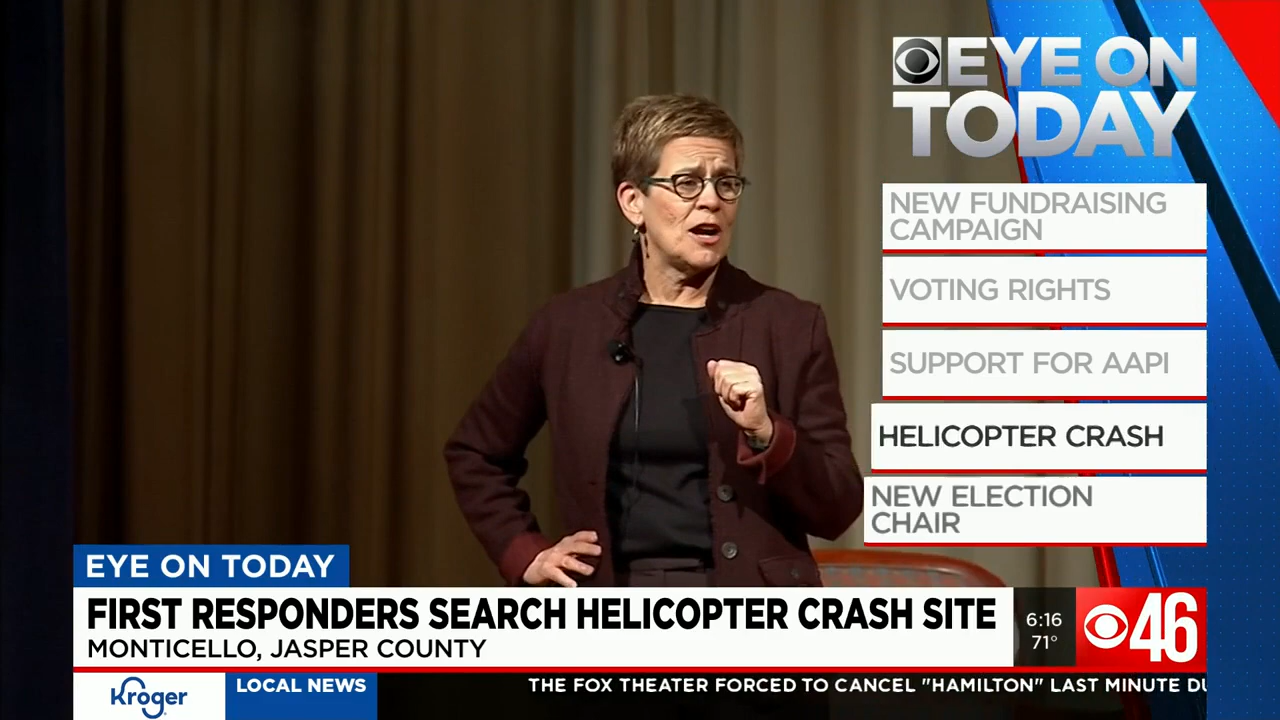 EYE ON
TODAY
NEW FUNDRAISING
CAMPAIGN
VOTING RIGHTS
SUPPORT FOR AAPI
HELICOPTER CRASH
NEW ELECTION
CHAIR
EYE ON TODAY
FIRST RESPONDERS SEARCH HELICOPTER CRASH SITE
MONTICELLO, JASPER COUNTY
6:16
71°
46
Kroger
LOCAL NEWS
THE FOX THEATER FORCED TO CANCEL "HAMILTON" LAST MINUTE DU